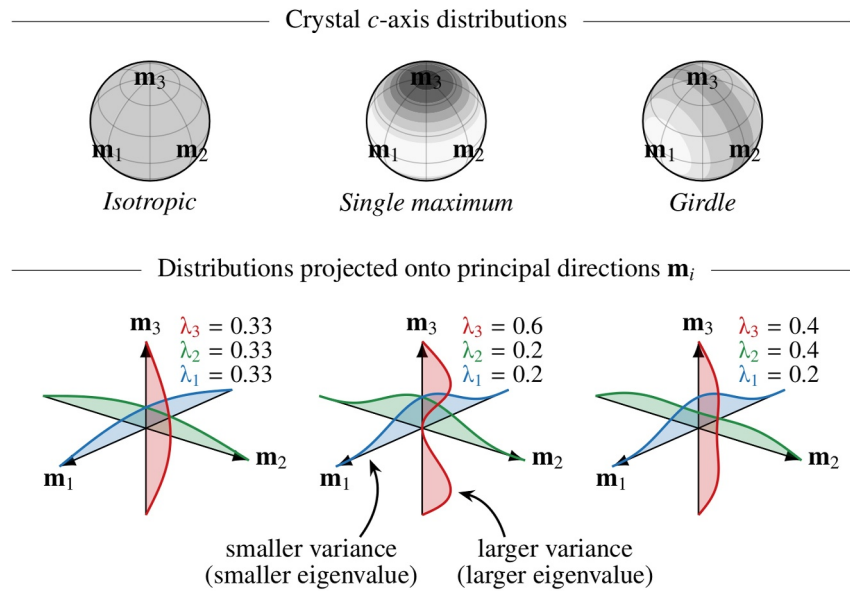 Crystal c-axis distributions
m₃ m₃ m₃
m₁ m₂ m₁ m₂ m₁ m₂
Isotropic Single maximum Girdle
Distributions projected onto principal directions mᵢ
m₃ λ₃ = 0.33 m₃ λ₃ = 0.6 m₃ λ₃ = 0.4
λ₂ = 0.33 λ₂ = 0.2 λ₂ = 0.4
λ₁ = 0.33 λ₁ = 0.2 λ₁ = 0.2
m₁ m₂ m₁ m₂ m₁ m₂
smaller variance larger variance
(smaller eigenvalue) (larger eigenvalue)